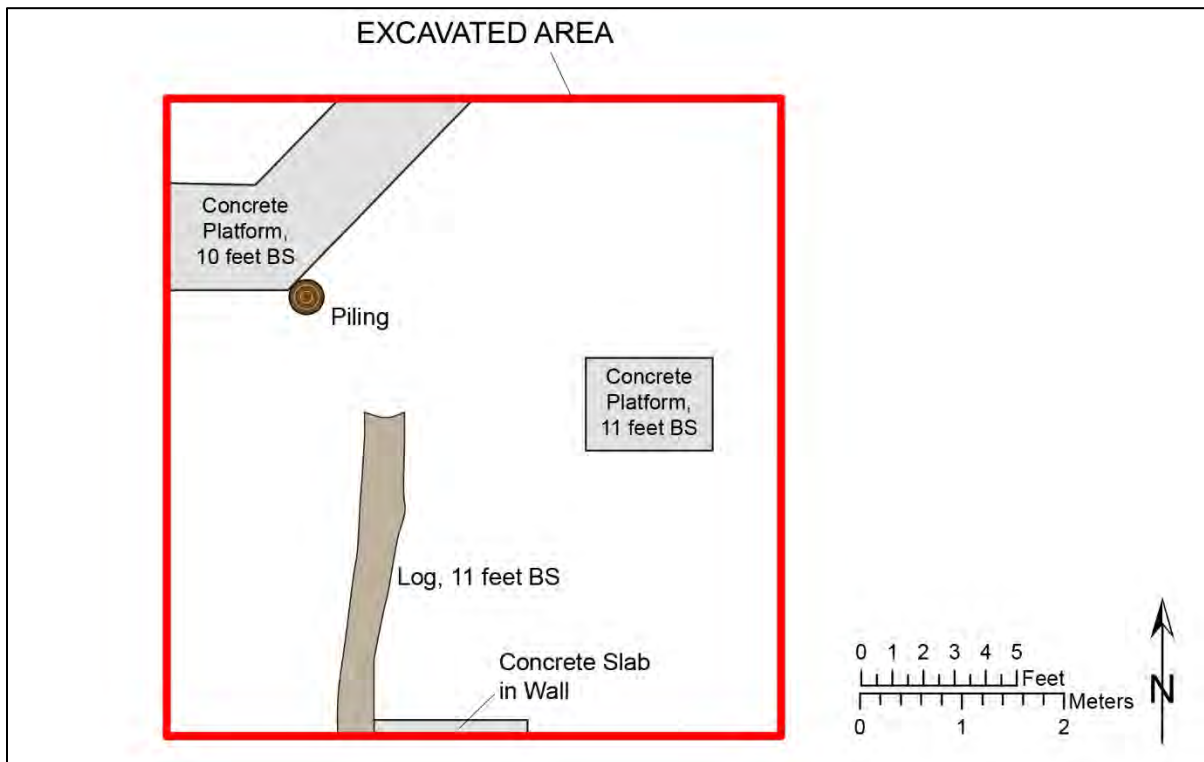 EXCAVATED AREA
Concrete
Platform,
10 feet BS
Piling
Concrete
Platform,
11 feet BS
Log, 11 feet BS
Concrete Slab
in Wall
0 1 2 3 4 5
Feet
Meters
0 1 2
N